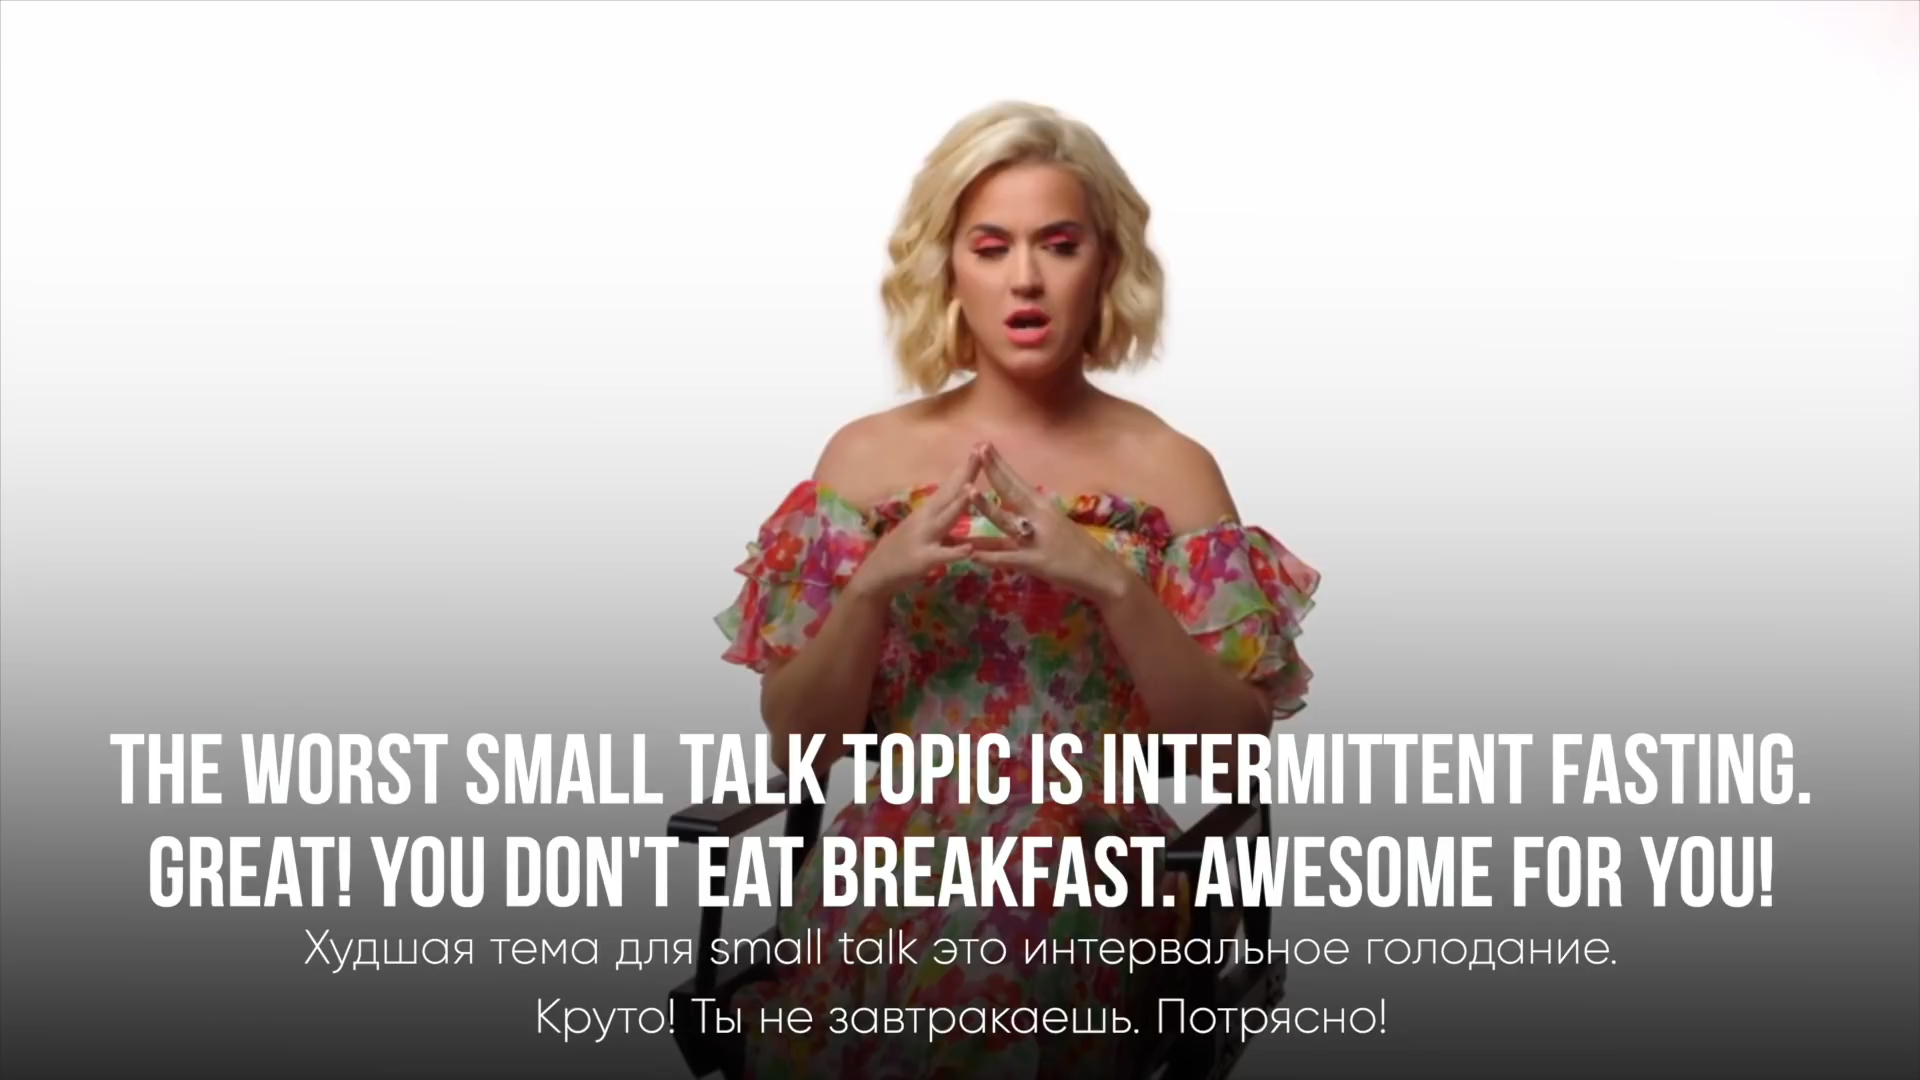 THE WORST SMALL TALK TOPIC IS INTERMITTENT FASTING.
GREAT! YOU DON'T EAT BREAKFAST. AWESOME FOR YOU!
Худшая тема для small talk это интервальное голодание.
Круто! Ты не завтракаешь. Потрясно!